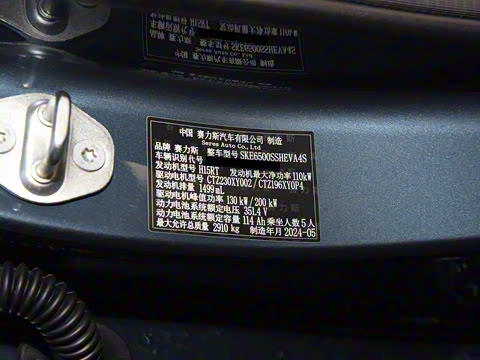 中国 赛力斯汽车有限公司 制造
Seres Auto Co., Ltd
品牌 赛力斯 整车型号 SKE6500SSHEVA4S
车辆识别代号
发动机型号 H15RT 发动机最大净功率 110kW
驱动电机型号 CTZ230XY002 / CTZ196XY0P4
发动机排量 1499 mL
驱动电机峰值功率 130 kW / 200 kW
动力电池系统额定电压 351.4 V
动力电池系统额定容量 114 Ah 乘坐人数 5 人
最大允许总质量 2910 kg 制造年月 2024-05